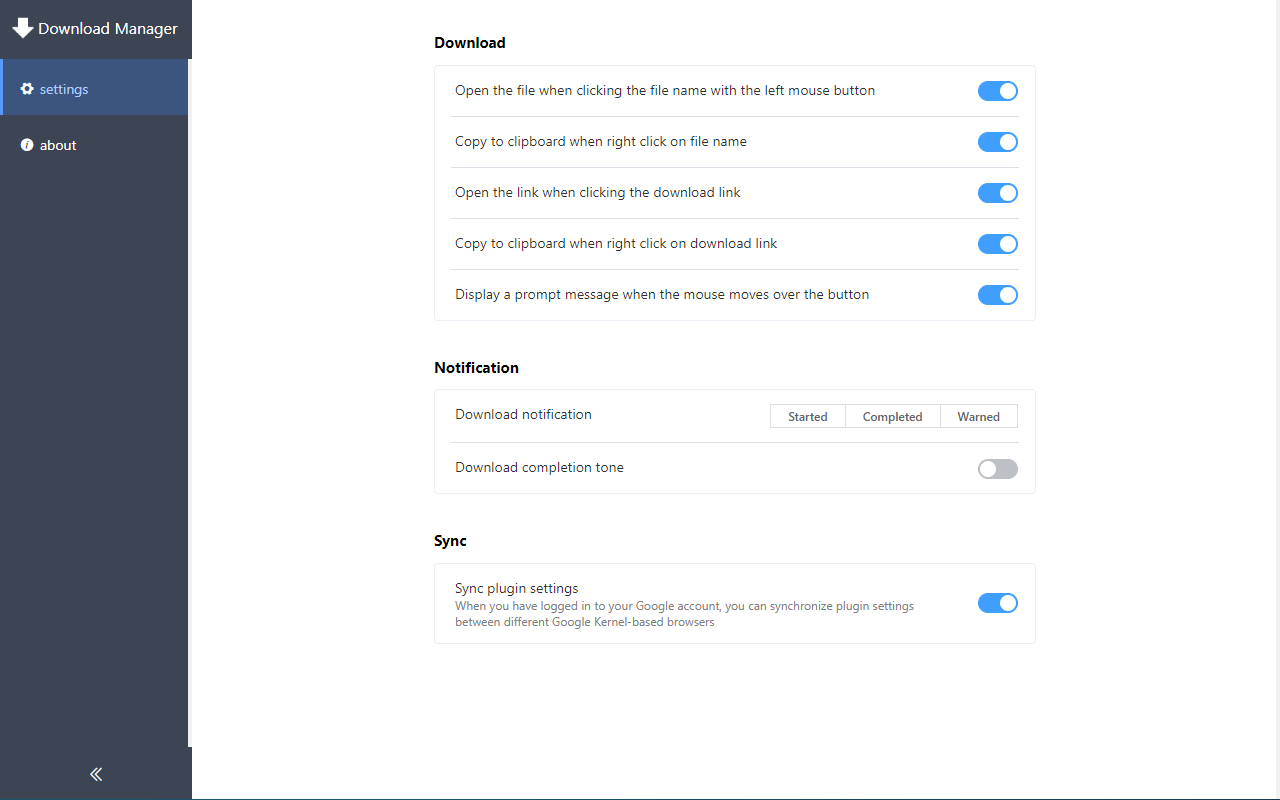 Download Manager
settings
about
Download
Open the file when clicking the file name with the left mouse button
Copy to clipboard when right click on file name
Open the link when clicking the download link
Copy to clipboard when right click on download link
Display a prompt message when the mouse moves over the button
Notification
Download notification
Started Completed Warned
Download completion tone
Sync
Sync plugin settings
When you have logged in to your Google account, you can synchronize plugin settings
between different Google Kernel-based browsers